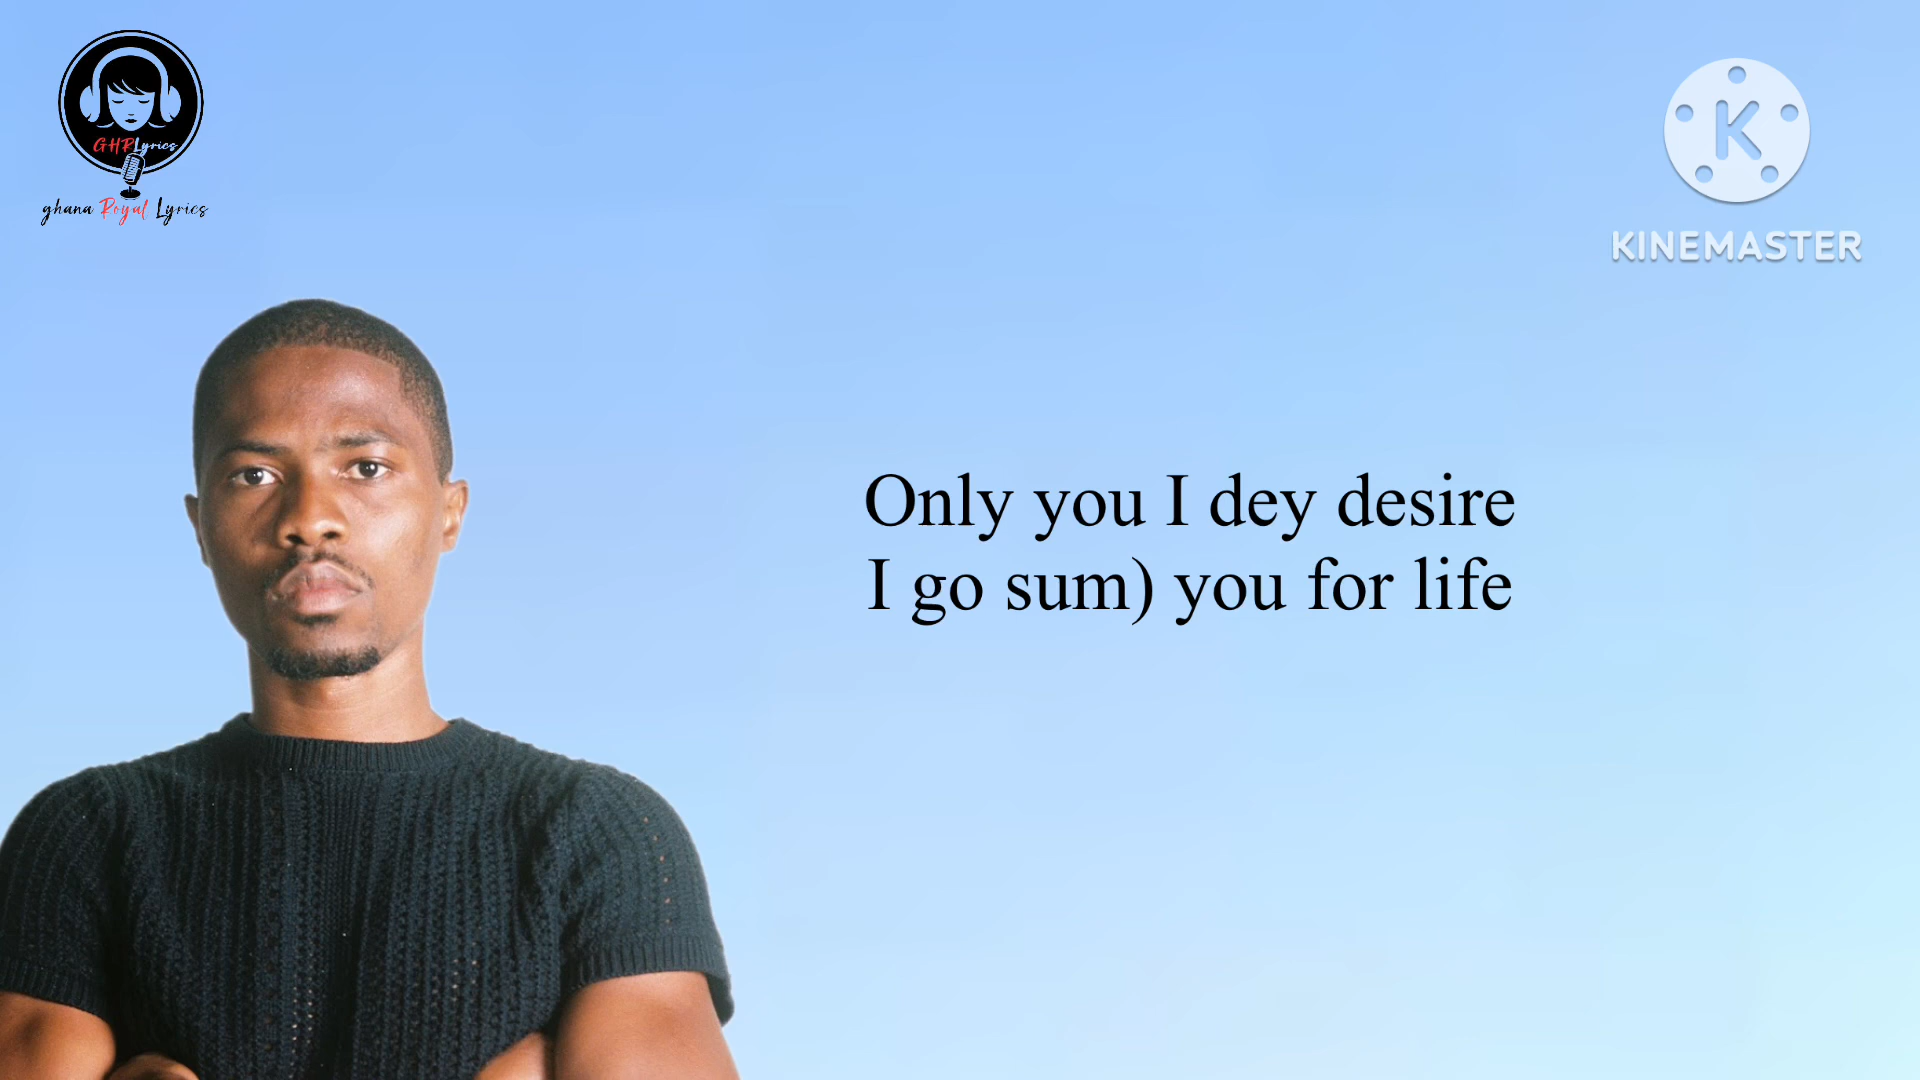 GHRLyrics
ghana Royal Lyrics
K
KINEMASTER
Only you I dey desire
I go sum) you for life